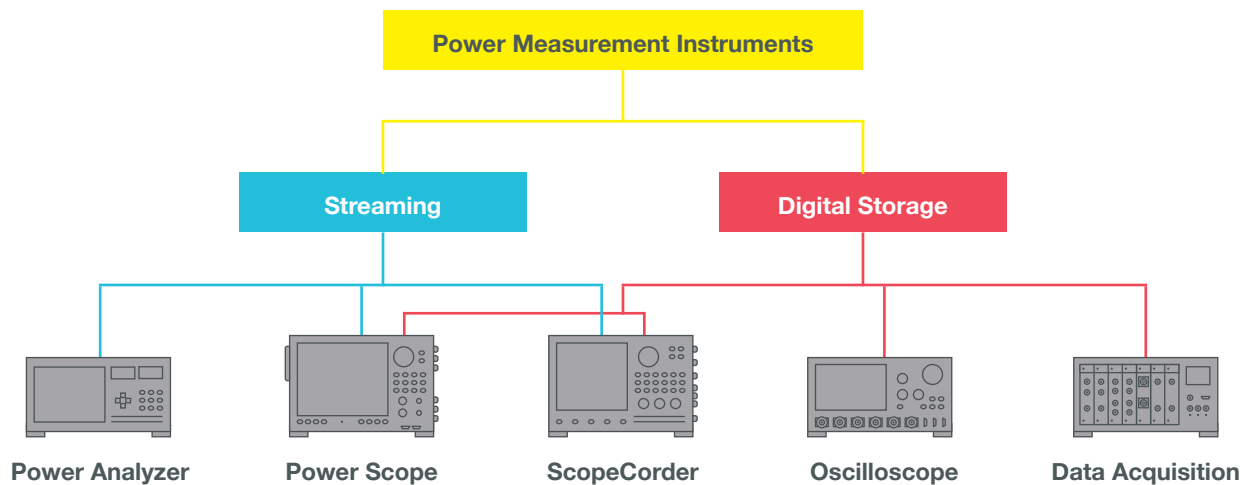 Power Measurement Instruments
Streaming
Digital Storage
Power Analyzer
Power Scope
ScopeCorder
Oscilloscope
Data Acquisition